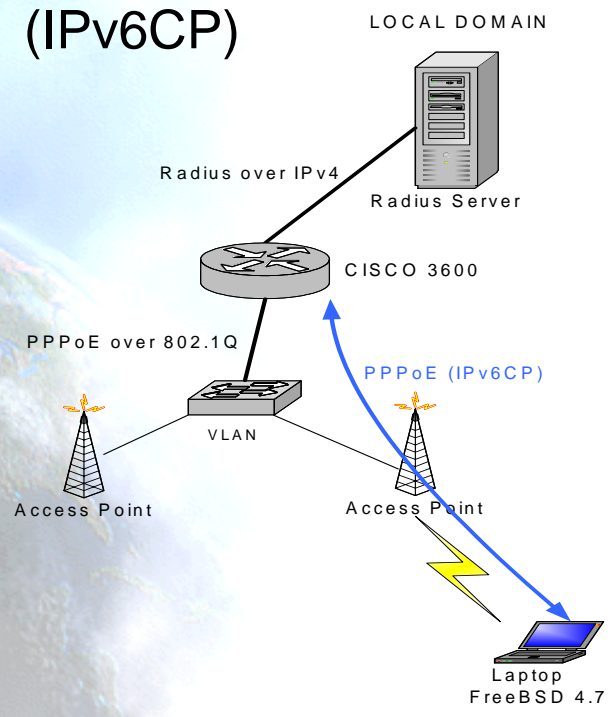 (IPv6CP)
LOCAL DOMAIN
Radius over IPv4
Radius Server
CISCO 3600
PPPoE over 802.1Q
PPPoE (IPv6CP)
VLAN
Access Point
Access Point
Laptop
FreeBSD 4.7